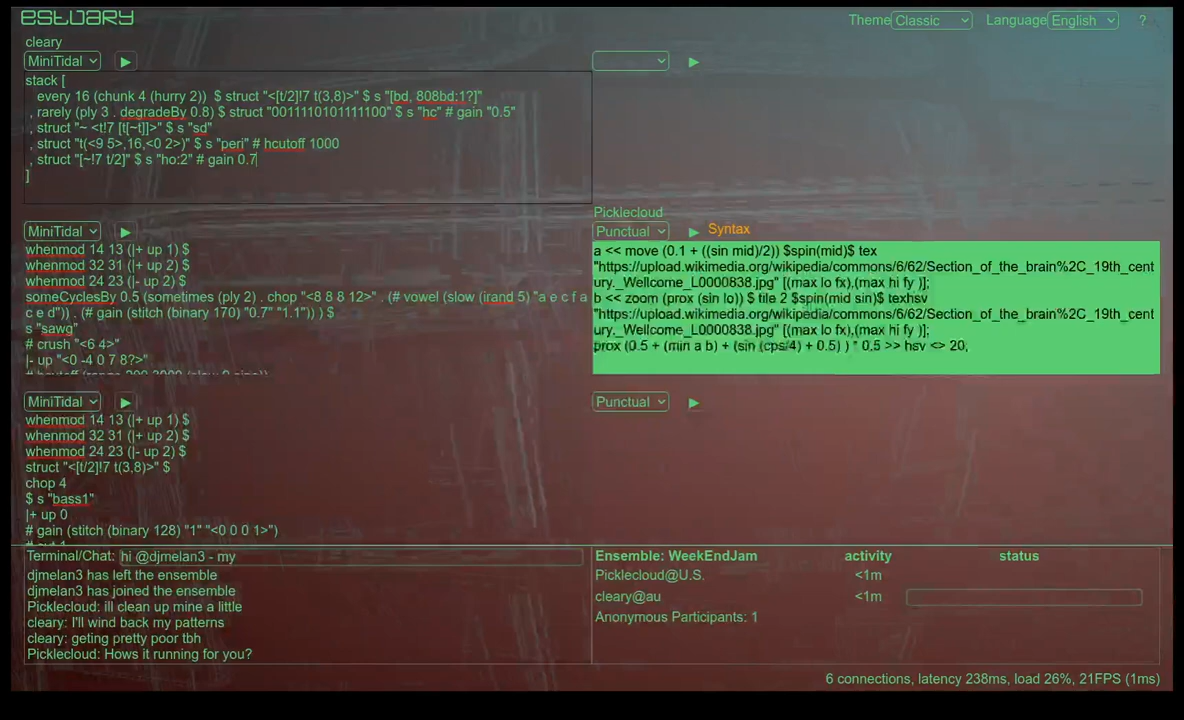 estuary
Theme Classic Language English ?
cleary
MiniTidal
stack [
every 16 (chunk 4 (hurry 2)) $ struct "<[t/2]!7 t(3,8)>" $ s "[bd, 808bd:1?]"
, rarely (ply 3 . degradeBy 0.8) $ struct "0011110101111100" $ s "hc" # gain "0.5"
, struct "~ <t!7 [t[~t]]>" $ s "sd"
, struct "t(<9 5>,16,<0 2>)" $ s "peri" # hcutoff 1000
, struct "[~!7 t/2]" $ s "ho:2" # gain 0.7
]
MiniTidal
whenmod 14 13 (|+ up 1) $
whenmod 32 31 (|+ up 2) $
whenmod 24 23 (|- up 2) $
someCyclesBy 0.5 (sometimes (ply 2) . chop "<8 8 8 12>" . (# vowel (slow (irand 5) "a e c f a
c e d")) . (# gain (stitch (binary 170) "0.7" "1.1")) ) $
s "sawg"
# crush "<6 4>"
|- up "<0 -4 0 7 8?>"
Picklecloud
Punctual Syntax
a << move (0.1 + ((sin mid)/2)) $spin(mid)$ tex
"https://upload.wikimedia.org/wikipedia/commons/6/62/Section_of_the_brain%2C_19th_cent
ury._Wellcome_L0000838.jpg" [(max lo fx),(max hi fy )];
b << zoom (prox (sin lo)) $ tile 2 $spin(mid sin)$ texhsv
"https://upload.wikimedia.org/wikipedia/commons/6/62/Section_of_the_brain%2C_19th_cent
ury._Wellcome_L0000838.jpg" [(max lo fx),(max hi fy )];
prox (0.5 + (min a b) + (sin (cps/4) + 0.5) ) * 0.5 >> hsv <> 20;
MiniTidal
whenmod 14 13 (|+ up 1) $
whenmod 32 31 (|+ up 2) $
whenmod 24 23 (|- up 2) $
struct "<[t/2]!7 t(3,8)>" $
chop 4
$ s "bass1"
|+ up 0
# gain (stitch (binary 128) "1" "<0 0 0 1>")
Punctual
Terminal/Chat: hi @djmelan3 - my
djmelan3 has left the ensemble
djmelan3 has joined the ensemble
Picklecloud: ill clean up mine a little
cleary: I'll wind back my patterns
cleary: geting pretty poor tbh
Picklecloud: Hows it running for you?
Ensemble: WeekEndJam activity status
Picklecloud@U.S. <1m
cleary@au <1m
Anonymous Participants: 1
6 connections, latency 238ms, load 26%, 21FPS (1ms)